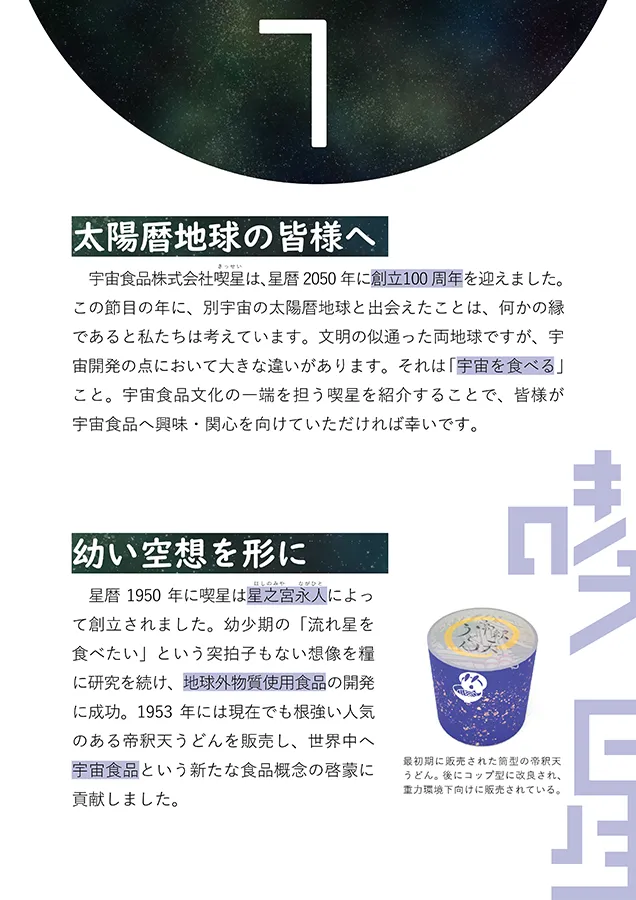 1
太陽暦地球の皆様へ
きっせい
宇宙食品株式会社喫星は、星暦 2050 年に創立100 周年を迎えました。
この節目の年に、別宇宙の太陽暦地球と出会えたことは、何かの縁
であると私たちは考えています。文明の似通った両地球ですが、宇
宙開発の点において大きな違いがあります。それは「宇宙を食べる」
こと。宇宙食品文化の一端を担う喫星を紹介することで、皆様が
宇宙食品へ興味・関心を向けていただければ幸いです。
幼い空想を形に
ほしのみや ながひと
星暦 1950 年に喫星は星之宮永人によっ
て創立されました。幼少期の「流れ星を
食べたい」という突拍子もない想像を糧
に研究を続け、地球外物質使用食品の開発
に成功。1953 年には現在でも根強い人気
のある帝釈天うどんを販売し、世界中へ
宇宙食品という新たな食品概念の啓蒙に
貢献しました。
帝釈天
うどん
最初期に販売された筒型の帝釈天
うどん。後にコップ型に改良され、
重力環境下向けに販売されている。